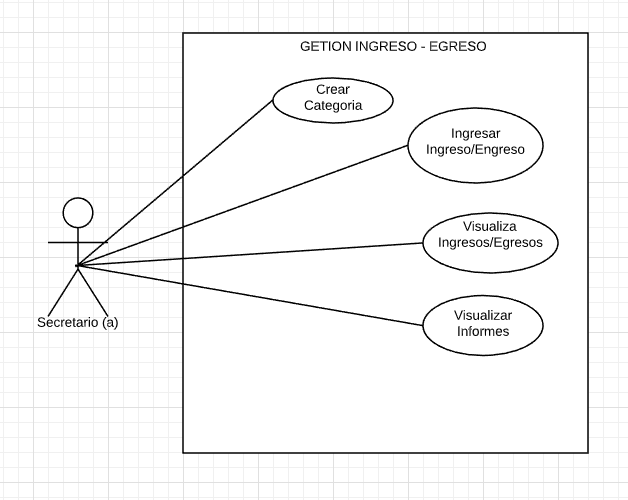 GETION INGRESO - EGRESO
Crear
Categoria
Ingresar
Ingreso/Engreso
Visualiza
Ingresos/Egresos
Visualizar
Informes
Secretario (a)